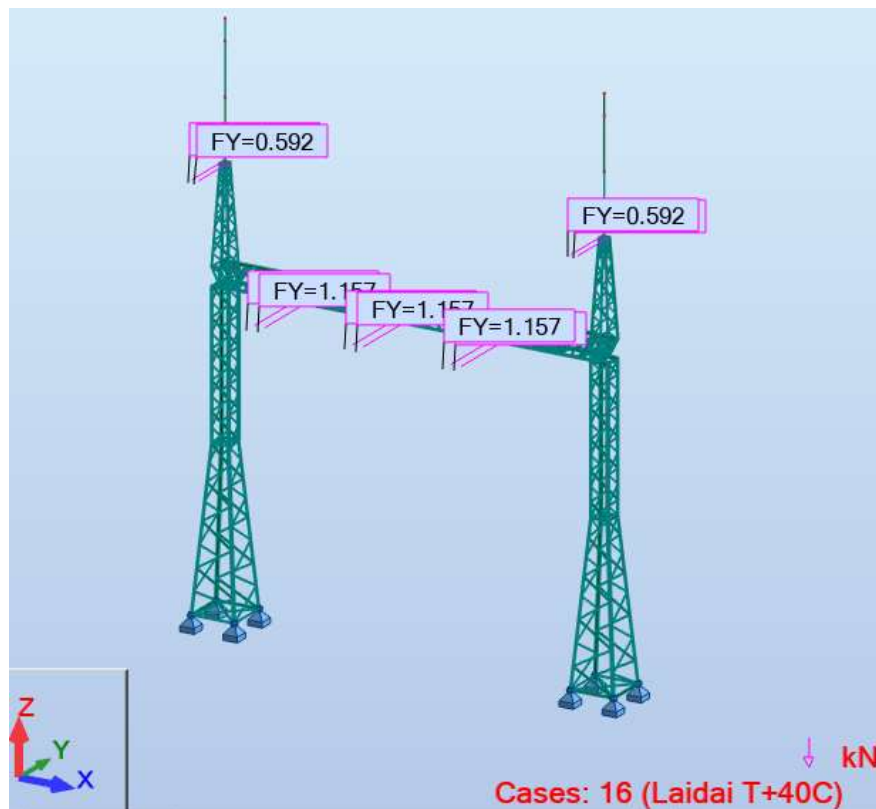 FY=0.592
FY=0.592
FY=1.157
FY=1.157
FY=1.157
Z
Y
X
kN
Cases: 16 (Laidai T+40C)